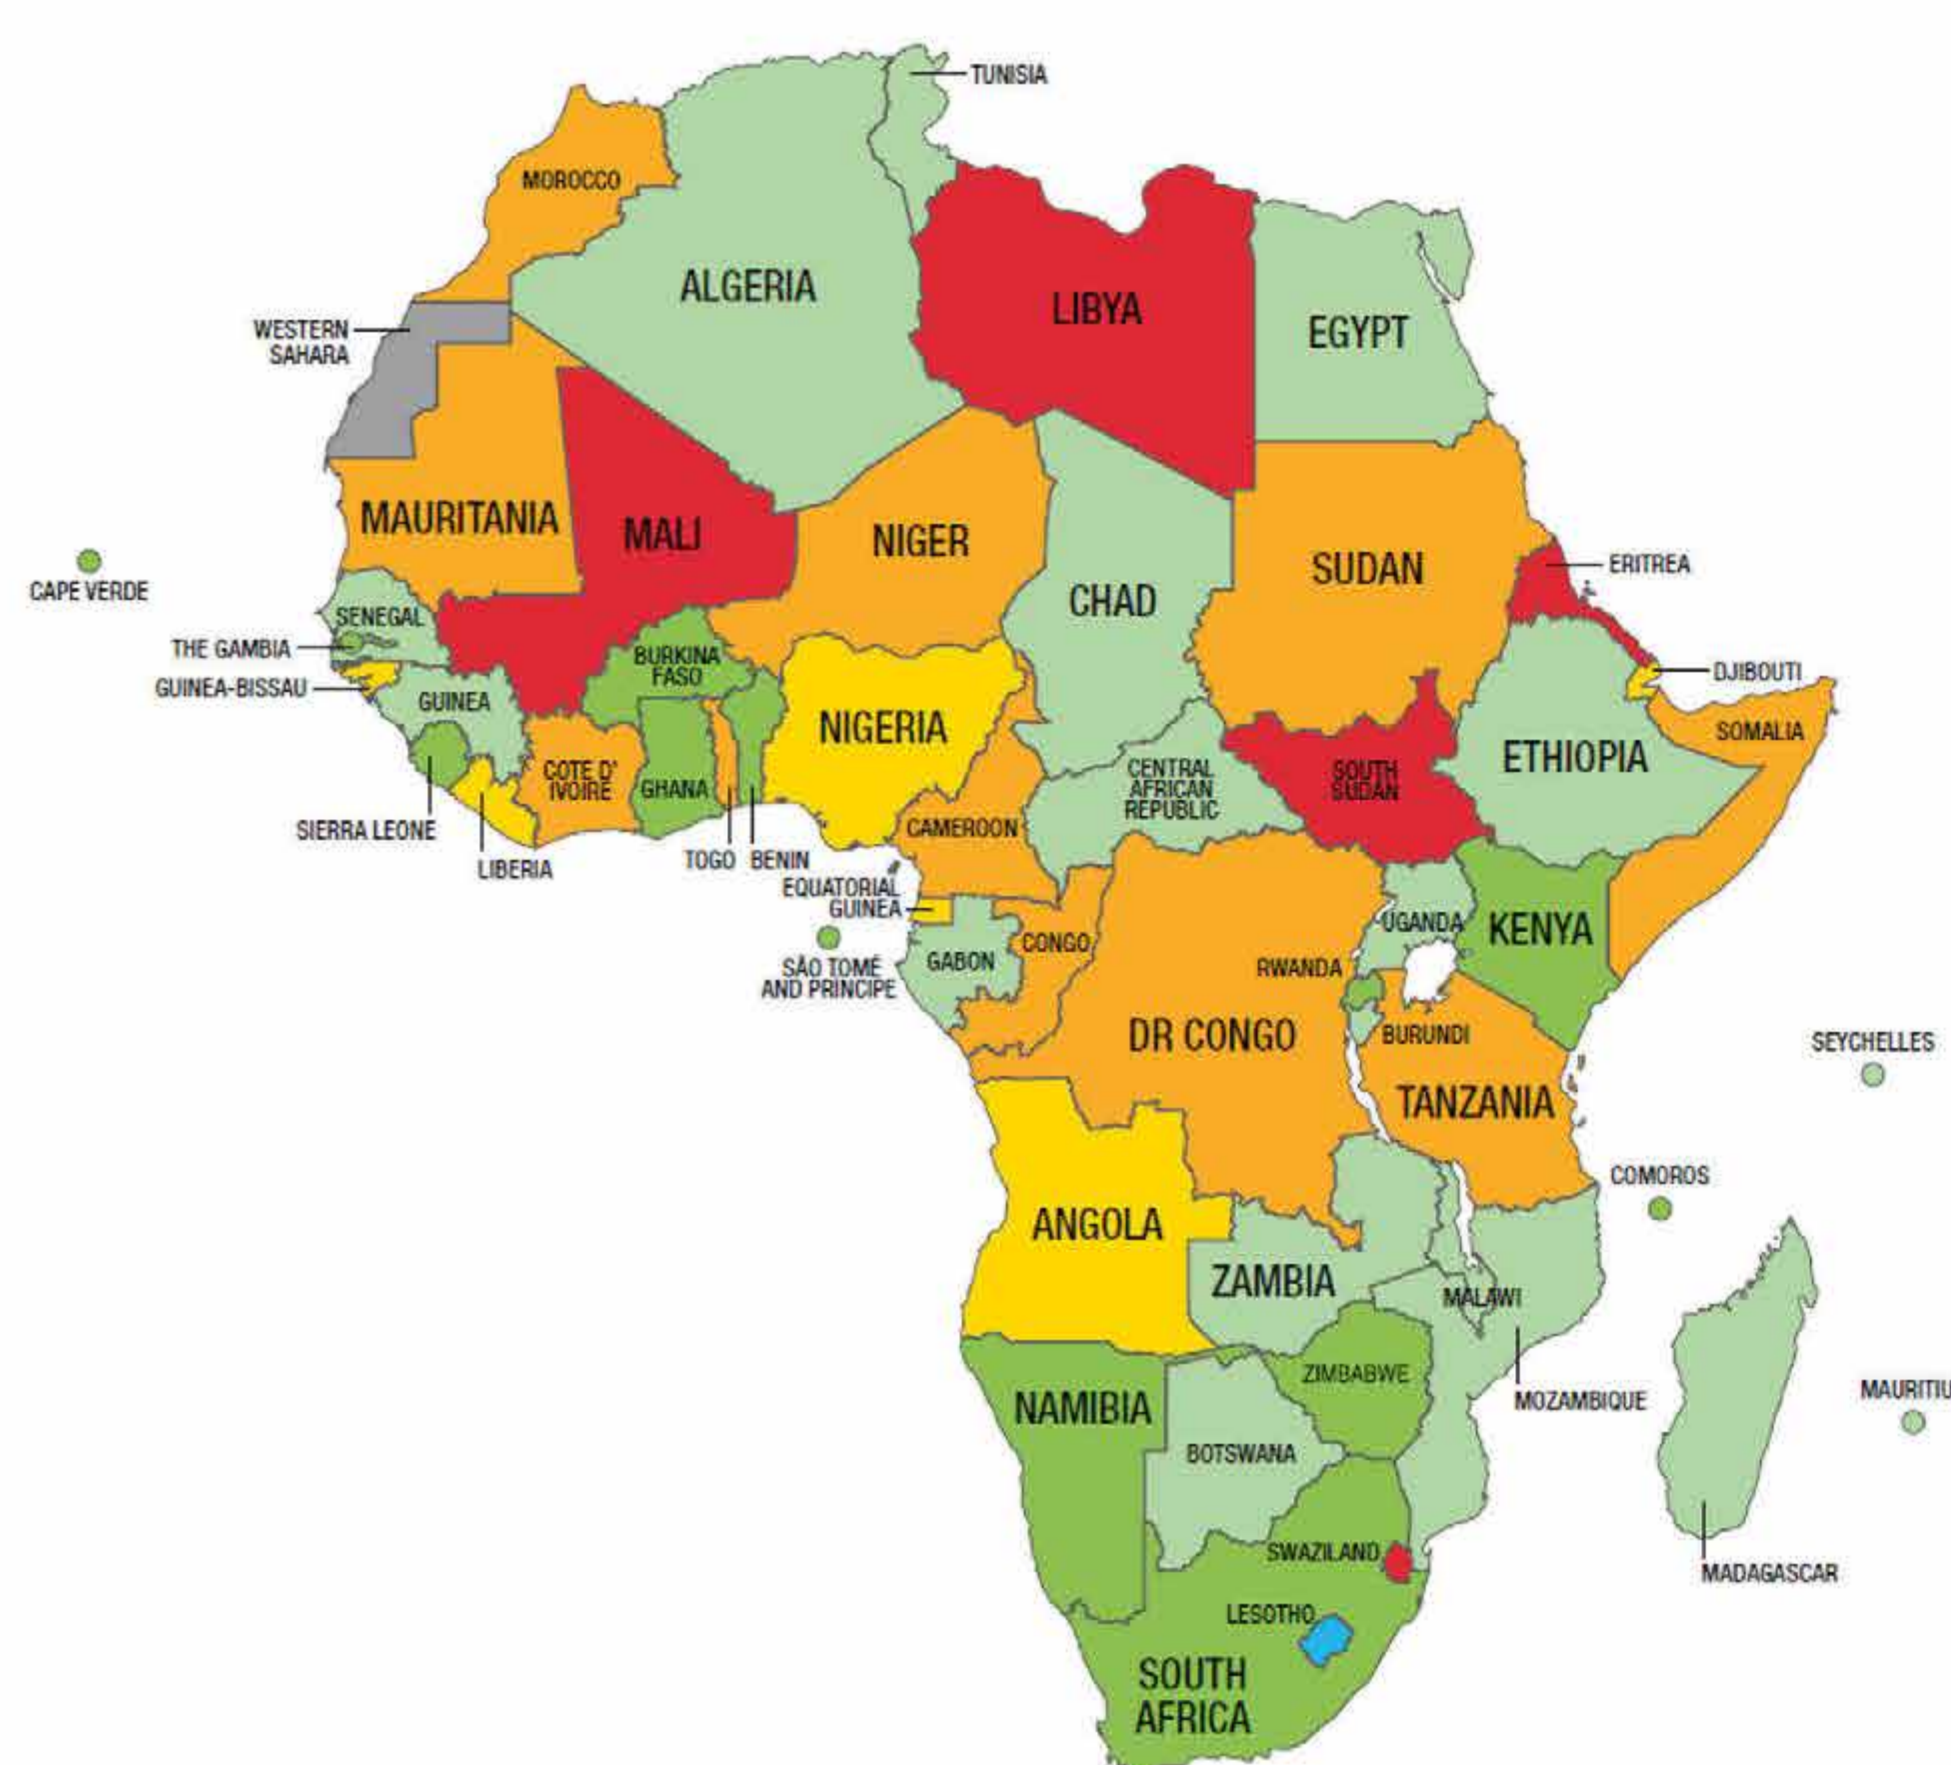 TUNISIA
MOROCCO
ALGERIA
LIBYA
EGYPT
WESTERN
SAHARA
MAURITANIA
MALI
NIGER
CHAD
SUDAN
ERITREA
CAPE VERDE
SENEGAL
THE GAMBIA
GUINEA-BISSAU
GUINEA
BURKINA
FASO
NIGERIA
DJIBOUTI
SOMALIA
ETHIOPIA
SOUTH
SUDAN
CENTRAL
AFRICAN
REPUBLIC
COTE D'
IVOIRE
GHANA
SIERRA LEONE
LIBERIA
TOGO
BENIN
CAMEROON
EQUATORIAL
GUINEA
SÃO TOMÉ
AND PRINCIPE
GABON
CONGO
UGANDA
KENYA
RWANDA
DR CONGO
BURUNDI
TANZANIA
SEYCHELLES
COMOROS
ANGOLA
ZAMBIA
MALAWI
MOZAMBIQUE
ZIMBABWE
NAMIBIA
BOTSWANA
MAURITIU
MADAGASCAR
SWAZILAND
LESOTHO
SOUTH
AFRICA